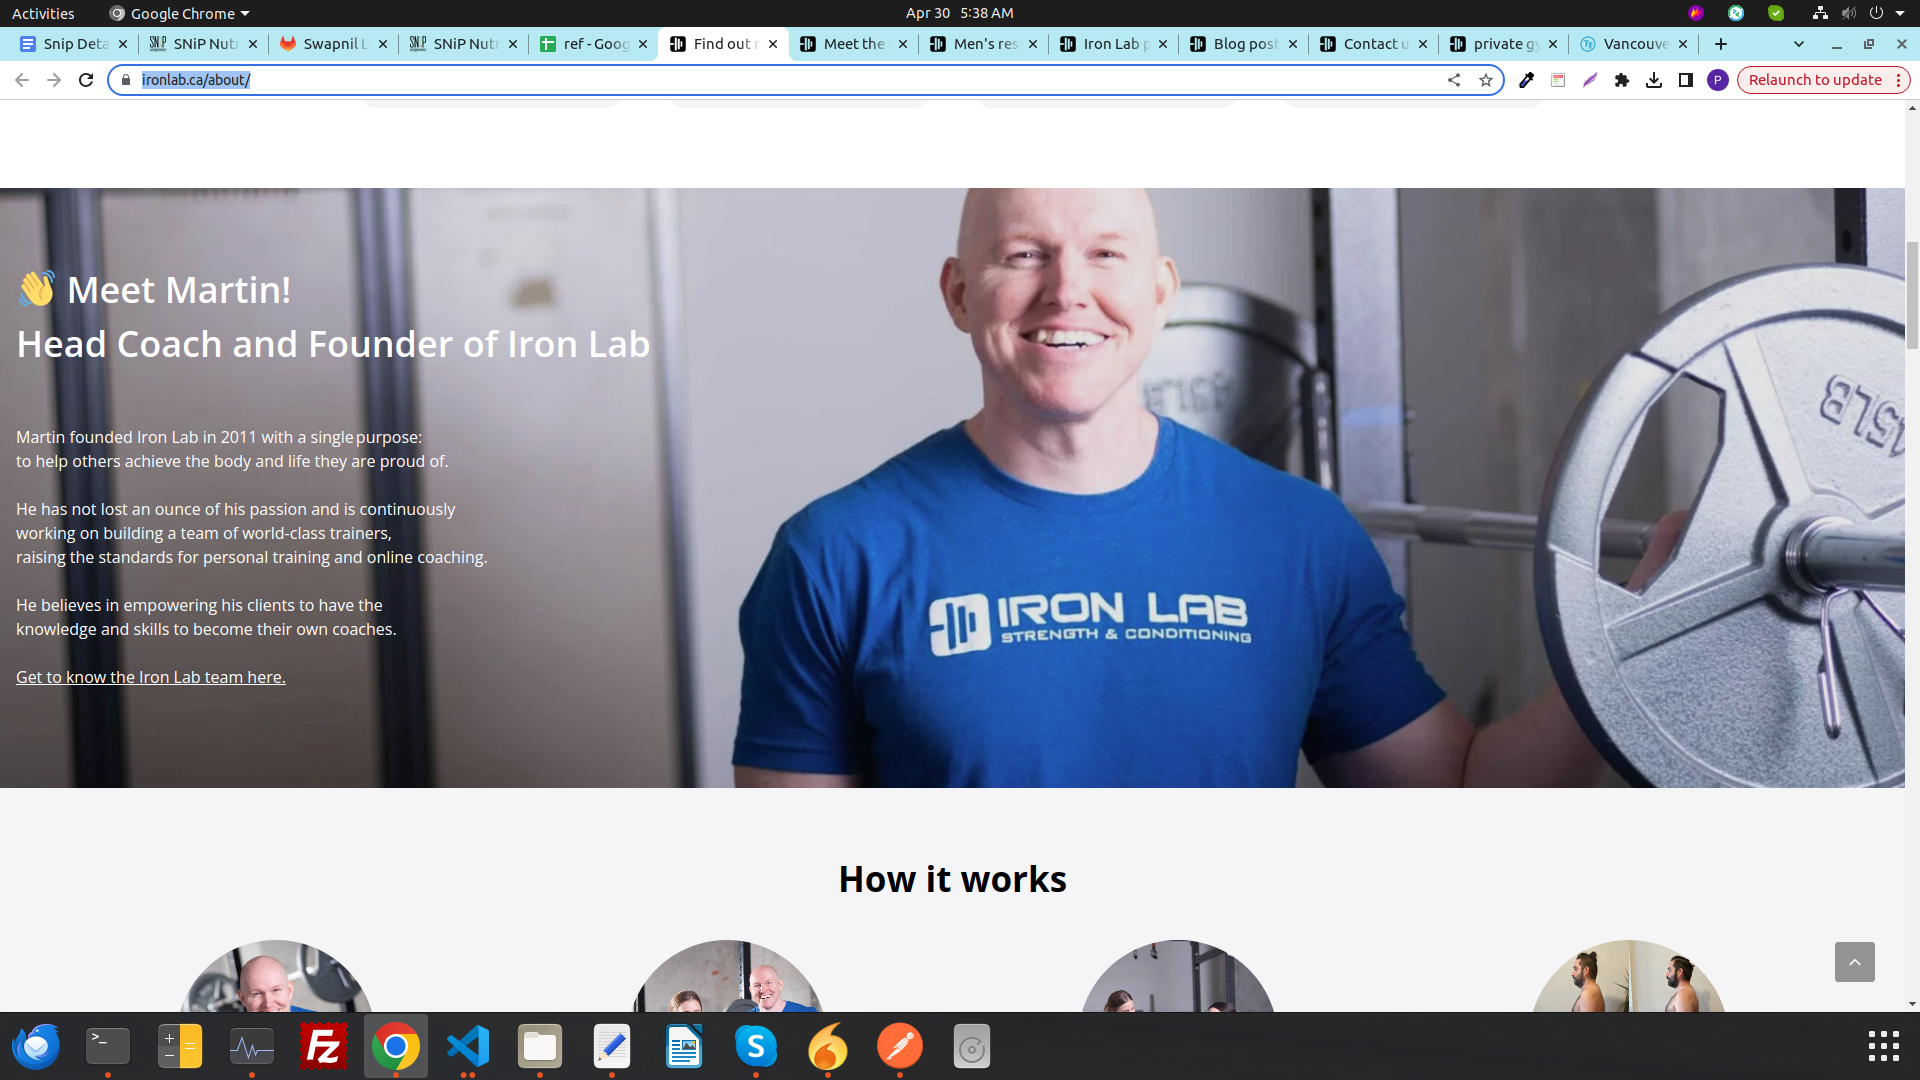 Activities
Google Chrome
Apr 30 5:38 AM
Snip Deta
SNiP Nutr
Swapnil L
SNiP Nutr
ref - Goog
Find out
Meet the
Men's res
Iron Lab p
Blog post
Contact u
private gy
Vancouve
ironlab.ca/about/
P
Relaunch to update
👋 Meet Martin!
Head Coach and Founder of Iron Lab
Martin founded Iron Lab in 2011 with a single purpose:
to help others achieve the body and life they are proud of.
He has not lost an ounce of his passion and is continuously
working on building a team of world-class trainers,
raising the standards for personal training and online coaching.
He believes in empowering his clients to have the
knowledge and skills to become their own coaches.
Get to know the Iron Lab team here.
IRON LAB
STRENGTH & CONDITIONING
45LB
How it works